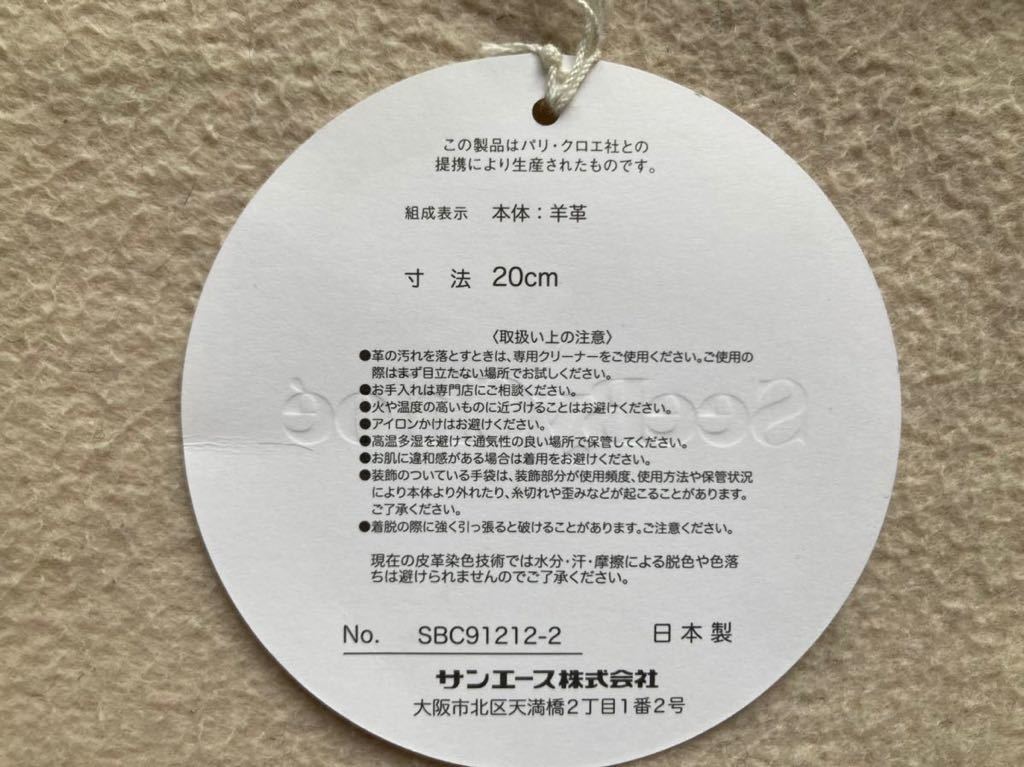 この製品はパリ・クロエ社との
提携により生産されたものです。
組成表示 本体：羊革
寸法 20cm
〈取扱い上の注意〉
●革の汚れを落とすときは、専用クリーナーをご使用ください。ご使用の
際はまず目立たない場所でお試しください。
●お手入れは専門店にご相談ください。
●火や温度の高いものに近づけることはお避けください。
●アイロンかけはお避けください。
●高温多湿を避けて通気性の良い場所で保管してください。
●お肌に違和感がある場合は着用をお避けください。
●装飾のついている手袋は、装飾部分が使用頻度、使用方法や保管状況
により本体より外れたり、糸切れや歪みなどが起こることがあります。
ご了承ください。
●着脱の際に強く引っ張ると破けることがあります。ご注意ください。
現在の皮革染色技術では水分・汗・摩擦による脱色や色落
ちは避けられませんのでご了承ください。
No. SBC91212-2 日本製
サンエース株式会社
大阪市北区天満橋2丁目1番2号